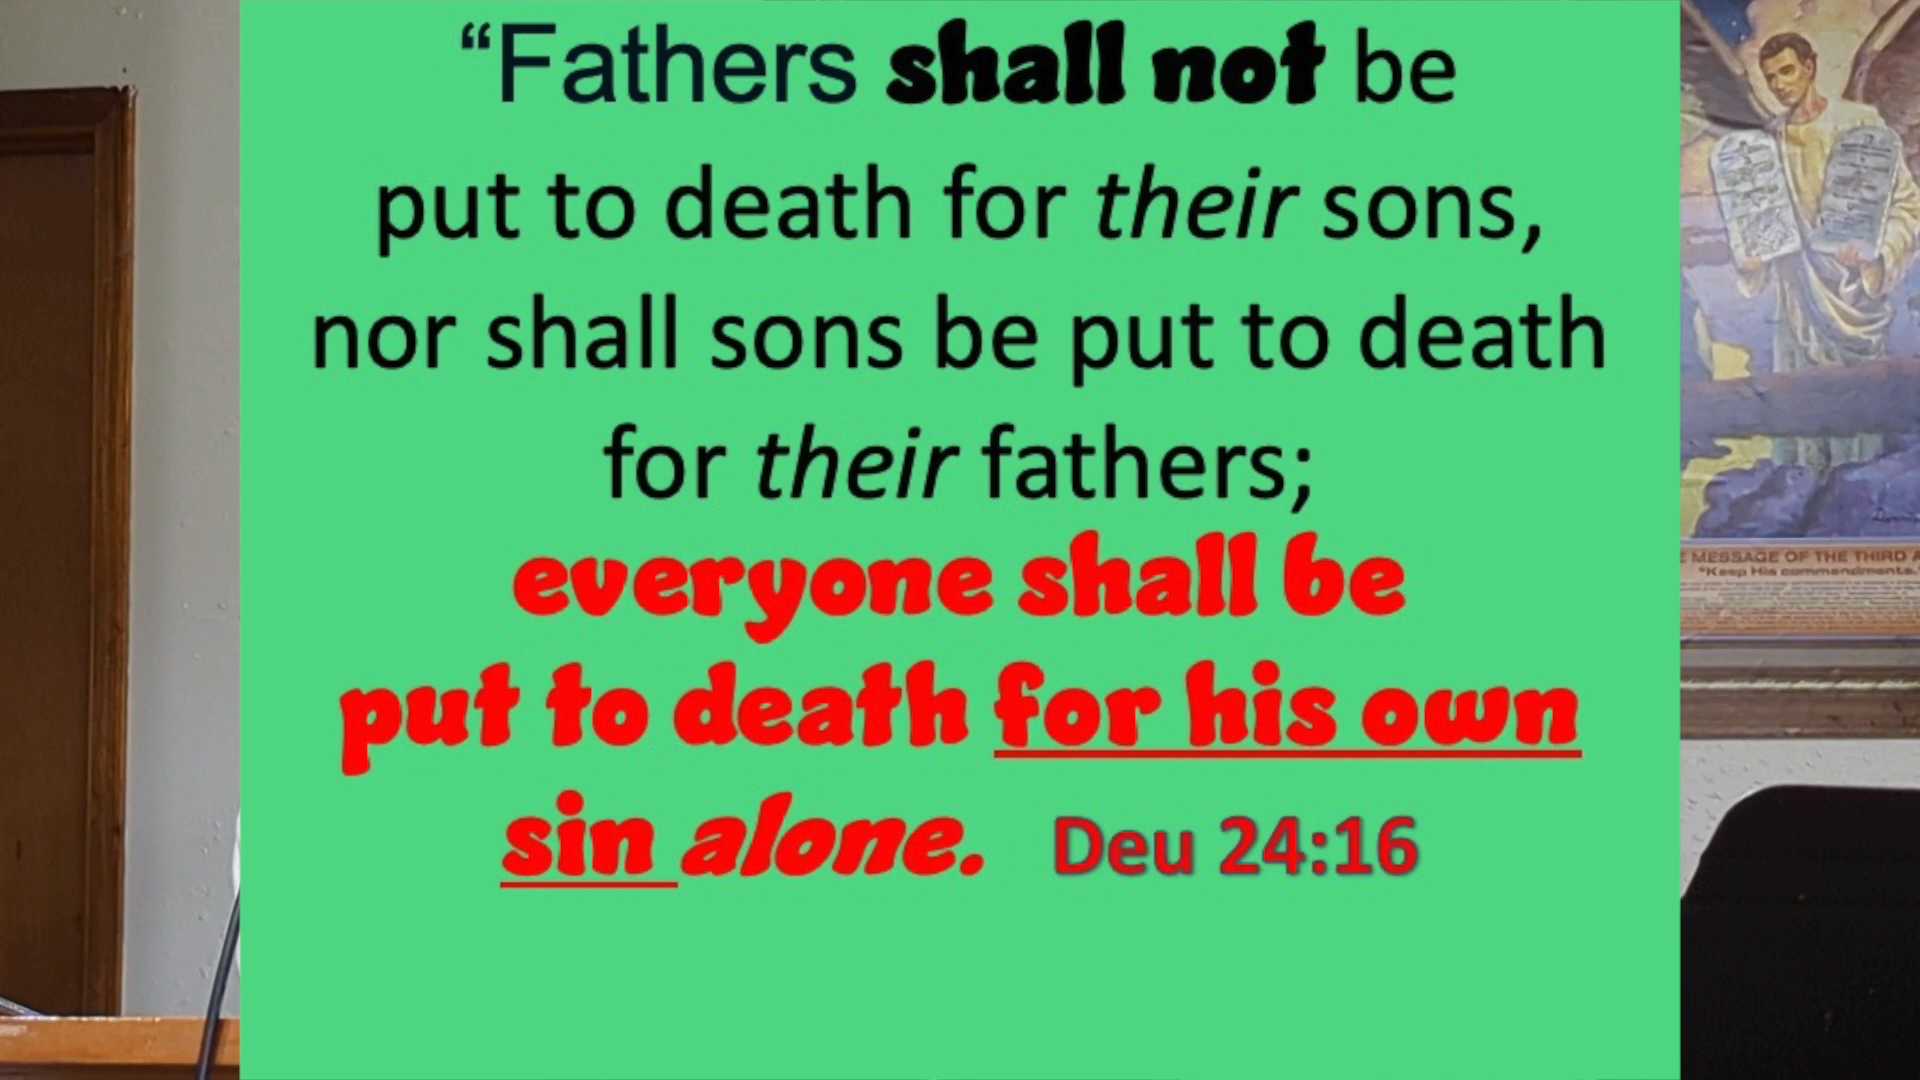 “Fathers shall not be
put to death for their sons,
nor shall sons be put to death
for their fathers;
everyone shall be
put to death for his own
sin alone. Deu 24:16
MESSAGE OF THE THIRD
"Keep His commandments."